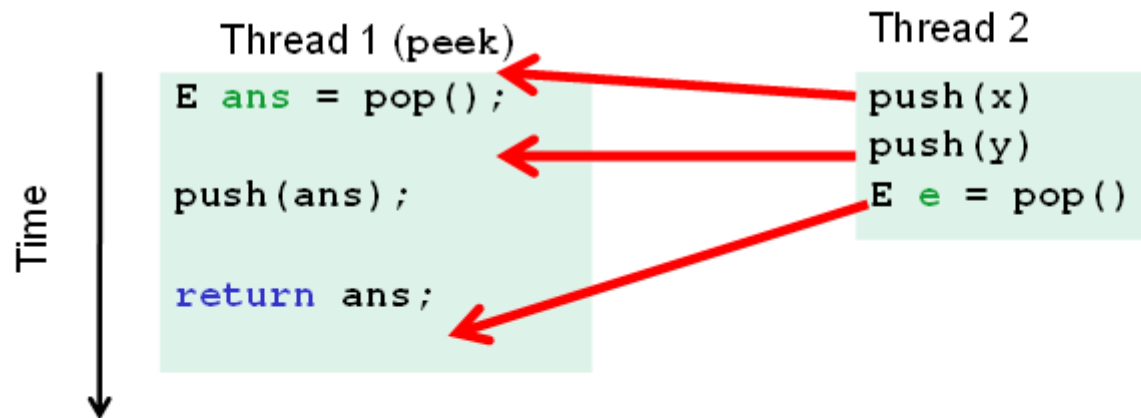 Thread 1 (peek)
E ans = pop();
push(ans);
return ans;
Thread 2
push(x)
push(y)
E e = pop()
Time